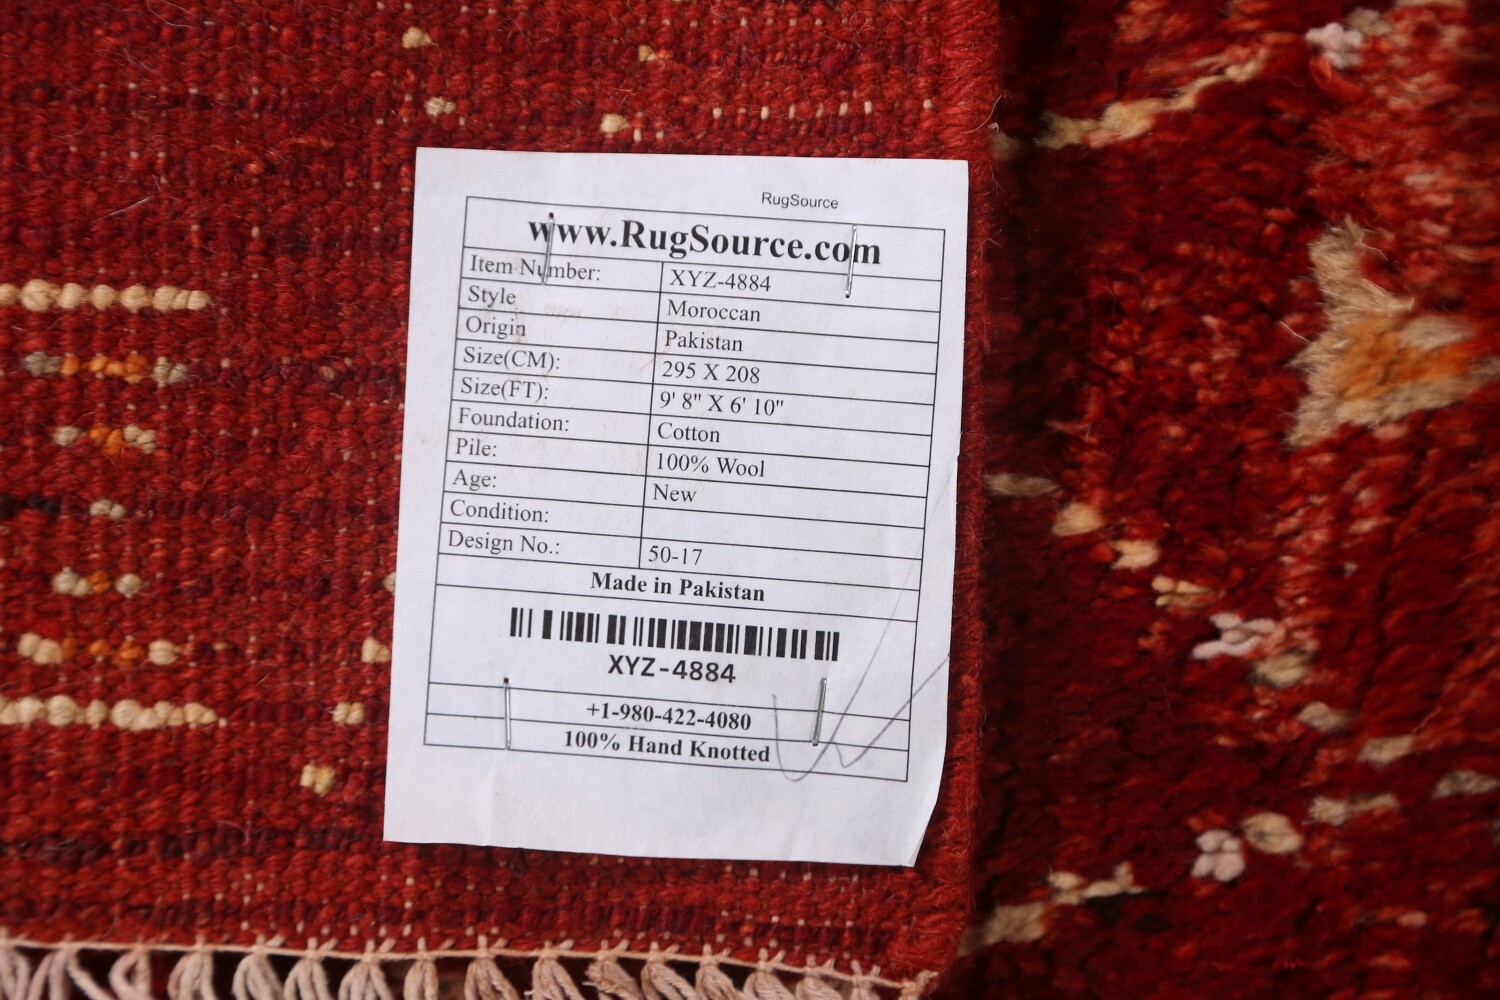 RugSource
www.RugSource.com
Item Number: XYZ-4884
Style Moroccan
Origin Pakistan
Size(CM): 295 X 208
Size(FT): 9' 8" X 6' 10"
Foundation: Cotton
Pile: 100% Wool
Age: New
Condition:
Design No.: 50-17
Made in Pakistan
XYZ-4884
+1-980-422-4080
100% Hand Knotted